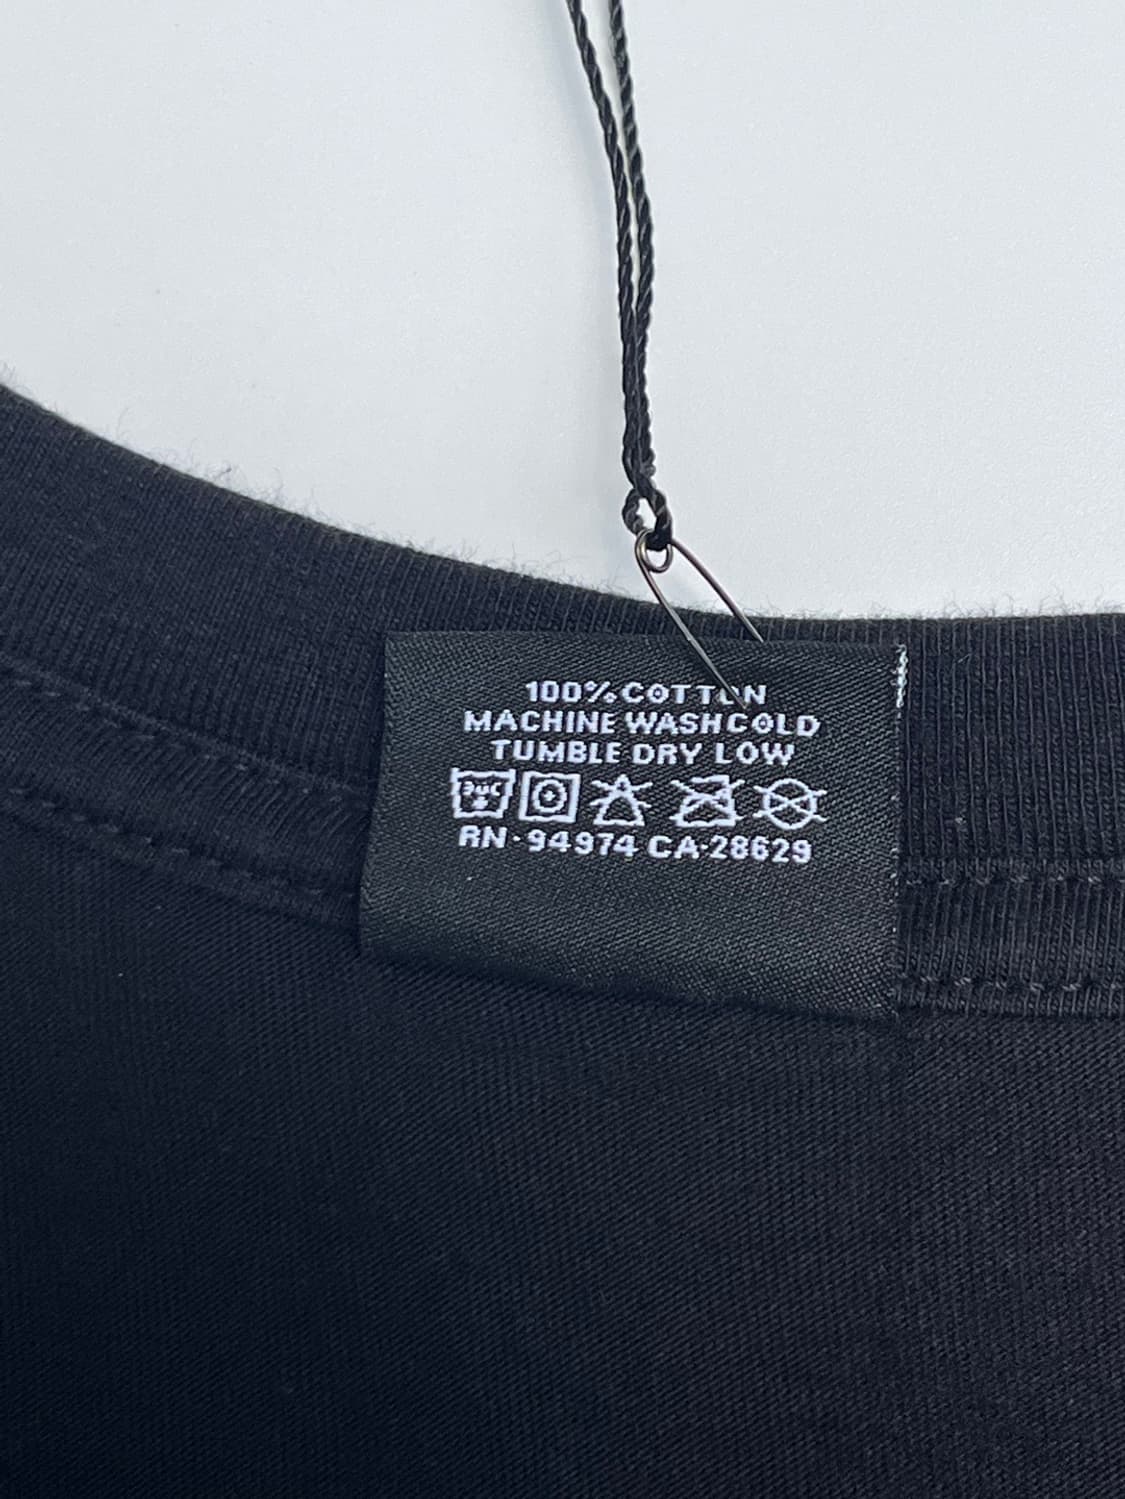 100% COTTON
MACHINE WASH COLD
TUMBLE DRY LOW
RN-94974 CA-28629